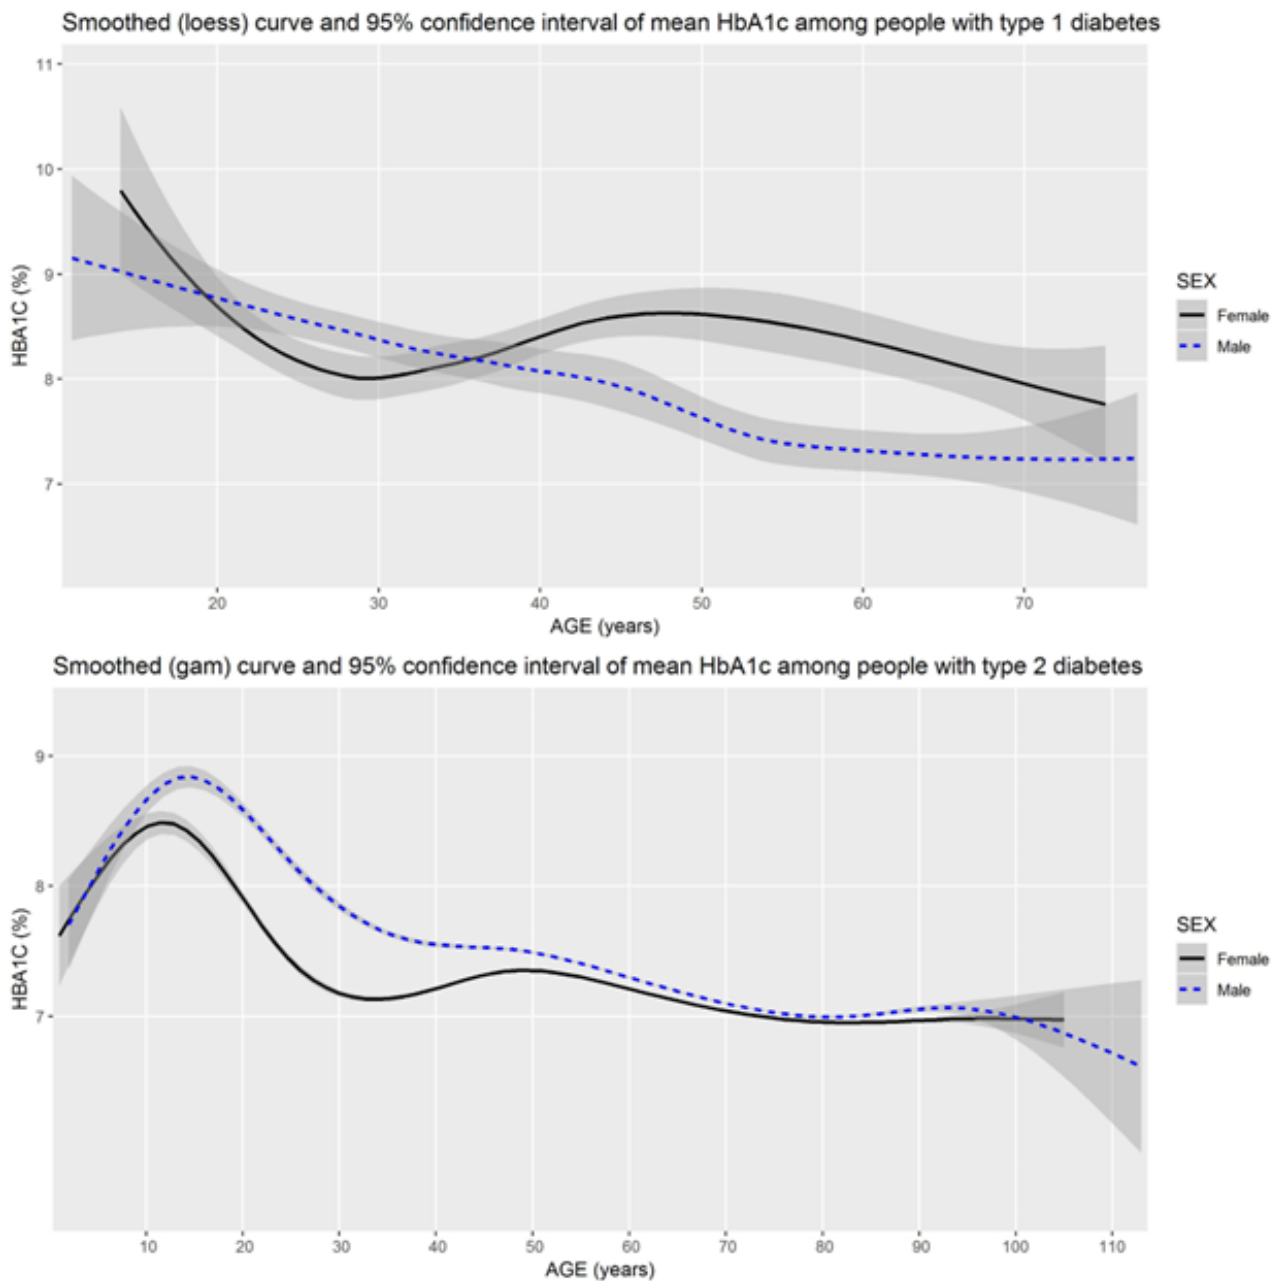 Smoothed (loess) curve and 95% confidence interval of mean HbA1c among people with type 1 diabetes
11
10
9
8
7
HBA1C (%)
20 30 40 50 60 70
AGE (years)
SEX
Female
Male
Smoothed (gam) curve and 95% confidence interval of mean HbA1c among people with type 2 diabetes
9
8
7
HBA1C (%)
10 20 30 40 50 60 70 80 90 100 110
AGE (years)
SEX
Female
Male